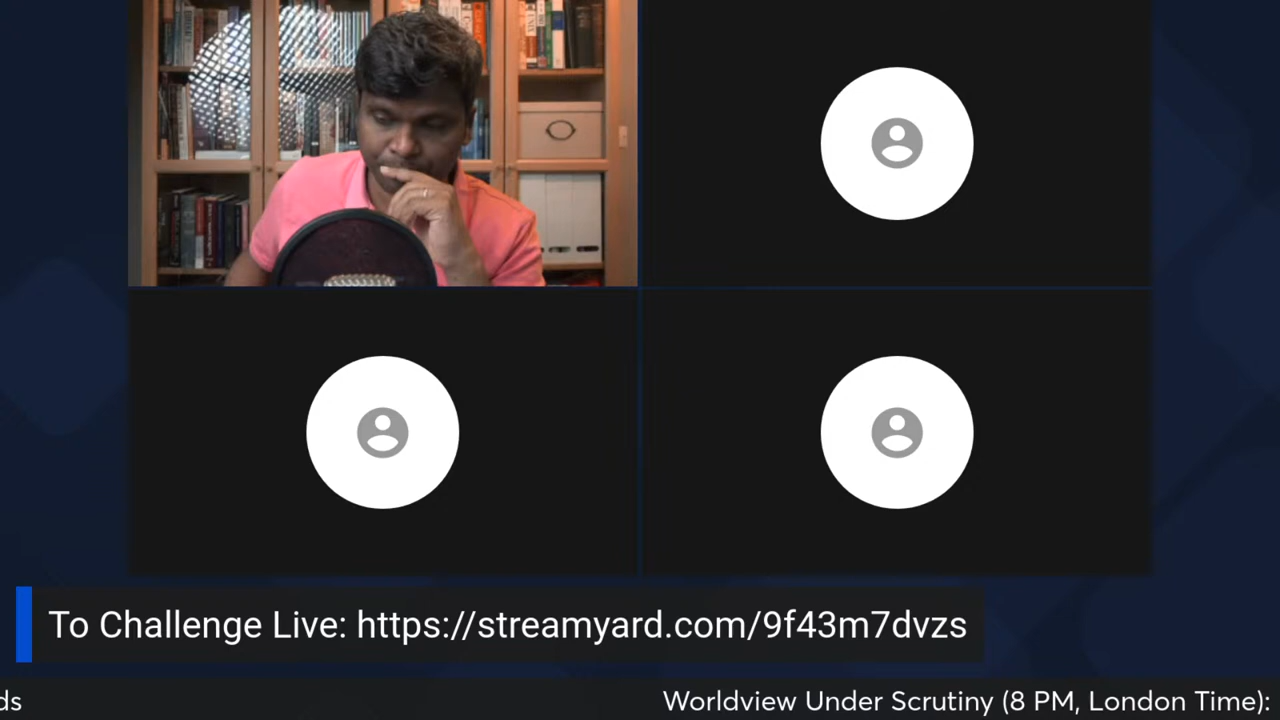 To Challenge Live: https://streamyard.com/9f43m7dvzs
ds Worldview Under Scrutiny (8 PM, London Time):